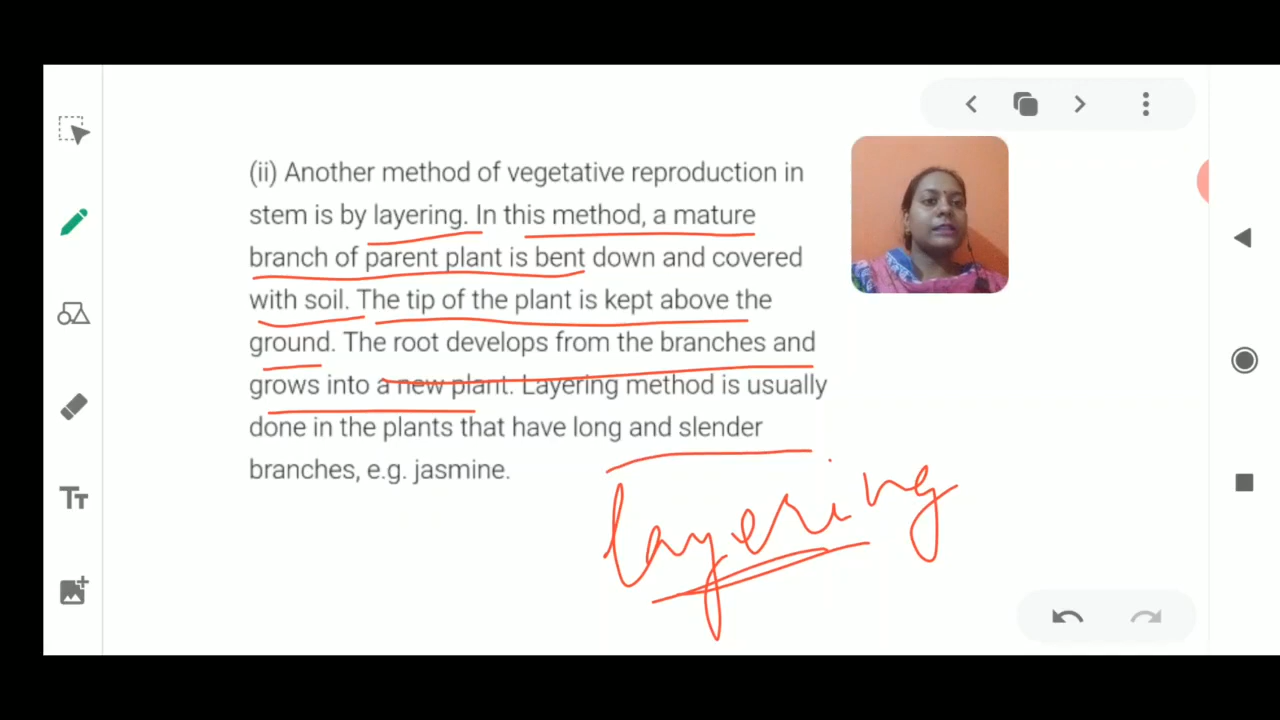 (ii) Another method of vegetative reproduction in
stem is by layering. In this method, a mature
branch of parent plant is bent down and covered
with soil. The tip of the plant is kept above the
ground. The root develops from the branches and
grows into a new plant. Layering method is usually
done in the plants that have long and slender
branches, e.g. jasmine.
layering
TT